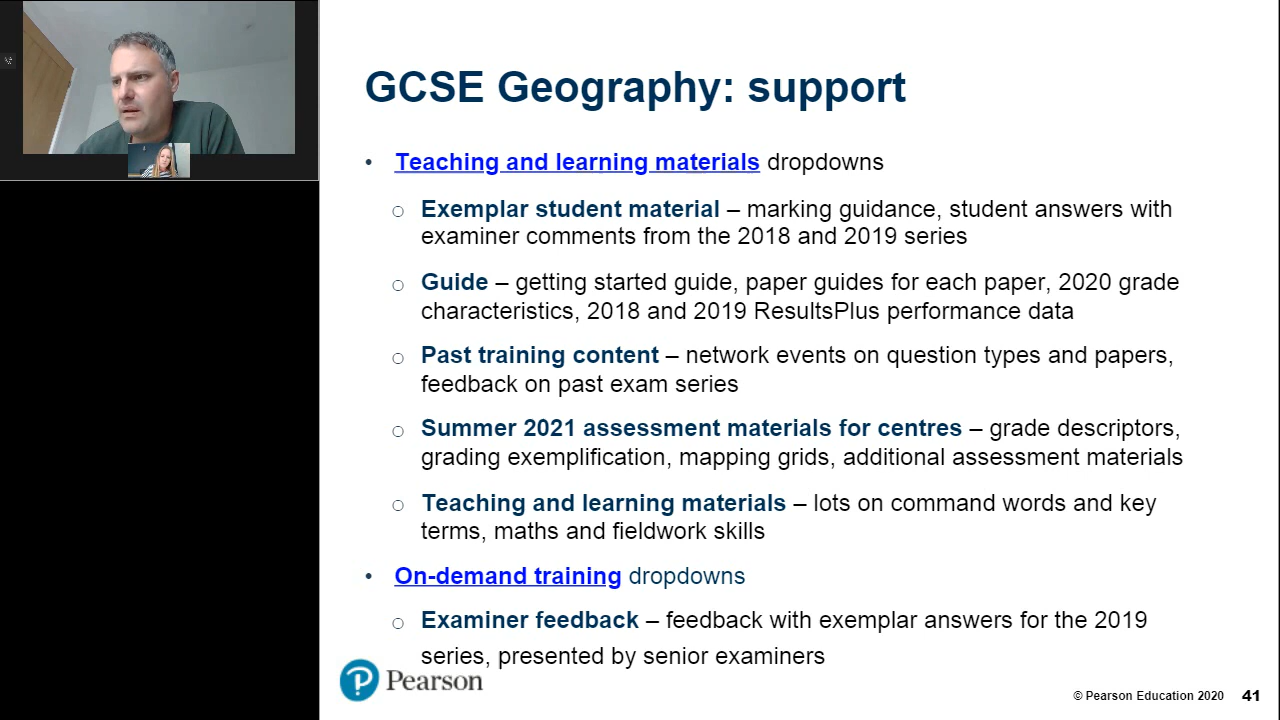 GCSE Geography: support
• Teaching and learning materials dropdowns
○ Exemplar student material – marking guidance, student answers with
examiner comments from the 2018 and 2019 series
○ Guide – getting started guide, paper guides for each paper, 2020 grade
characteristics, 2018 and 2019 ResultsPlus performance data
○ Past training content – network events on question types and papers,
feedback on past exam series
○ Summer 2021 assessment materials for centres – grade descriptors,
grading exemplification, mapping grids, additional assessment materials
○ Teaching and learning materials – lots on command words and key
terms, maths and fieldwork skills
• On-demand training dropdowns
○ Examiner feedback – feedback with exemplar answers for the 2019
series, presented by senior examiners
Pearson
© Pearson Education 2020 41